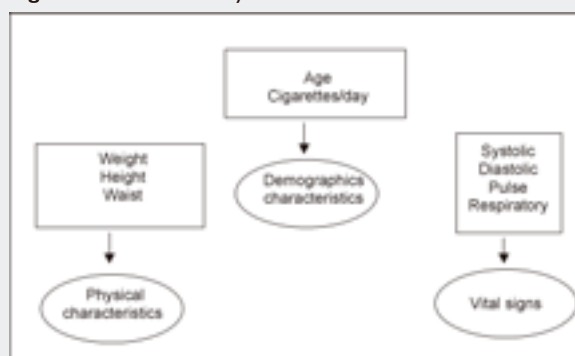 Age
Cigarettes/day
Demographics
characteristics
Weight
Height
Waist
Physical
characteristics
Systolic
Diastolic
Pulse
Respiratory
Vital signs